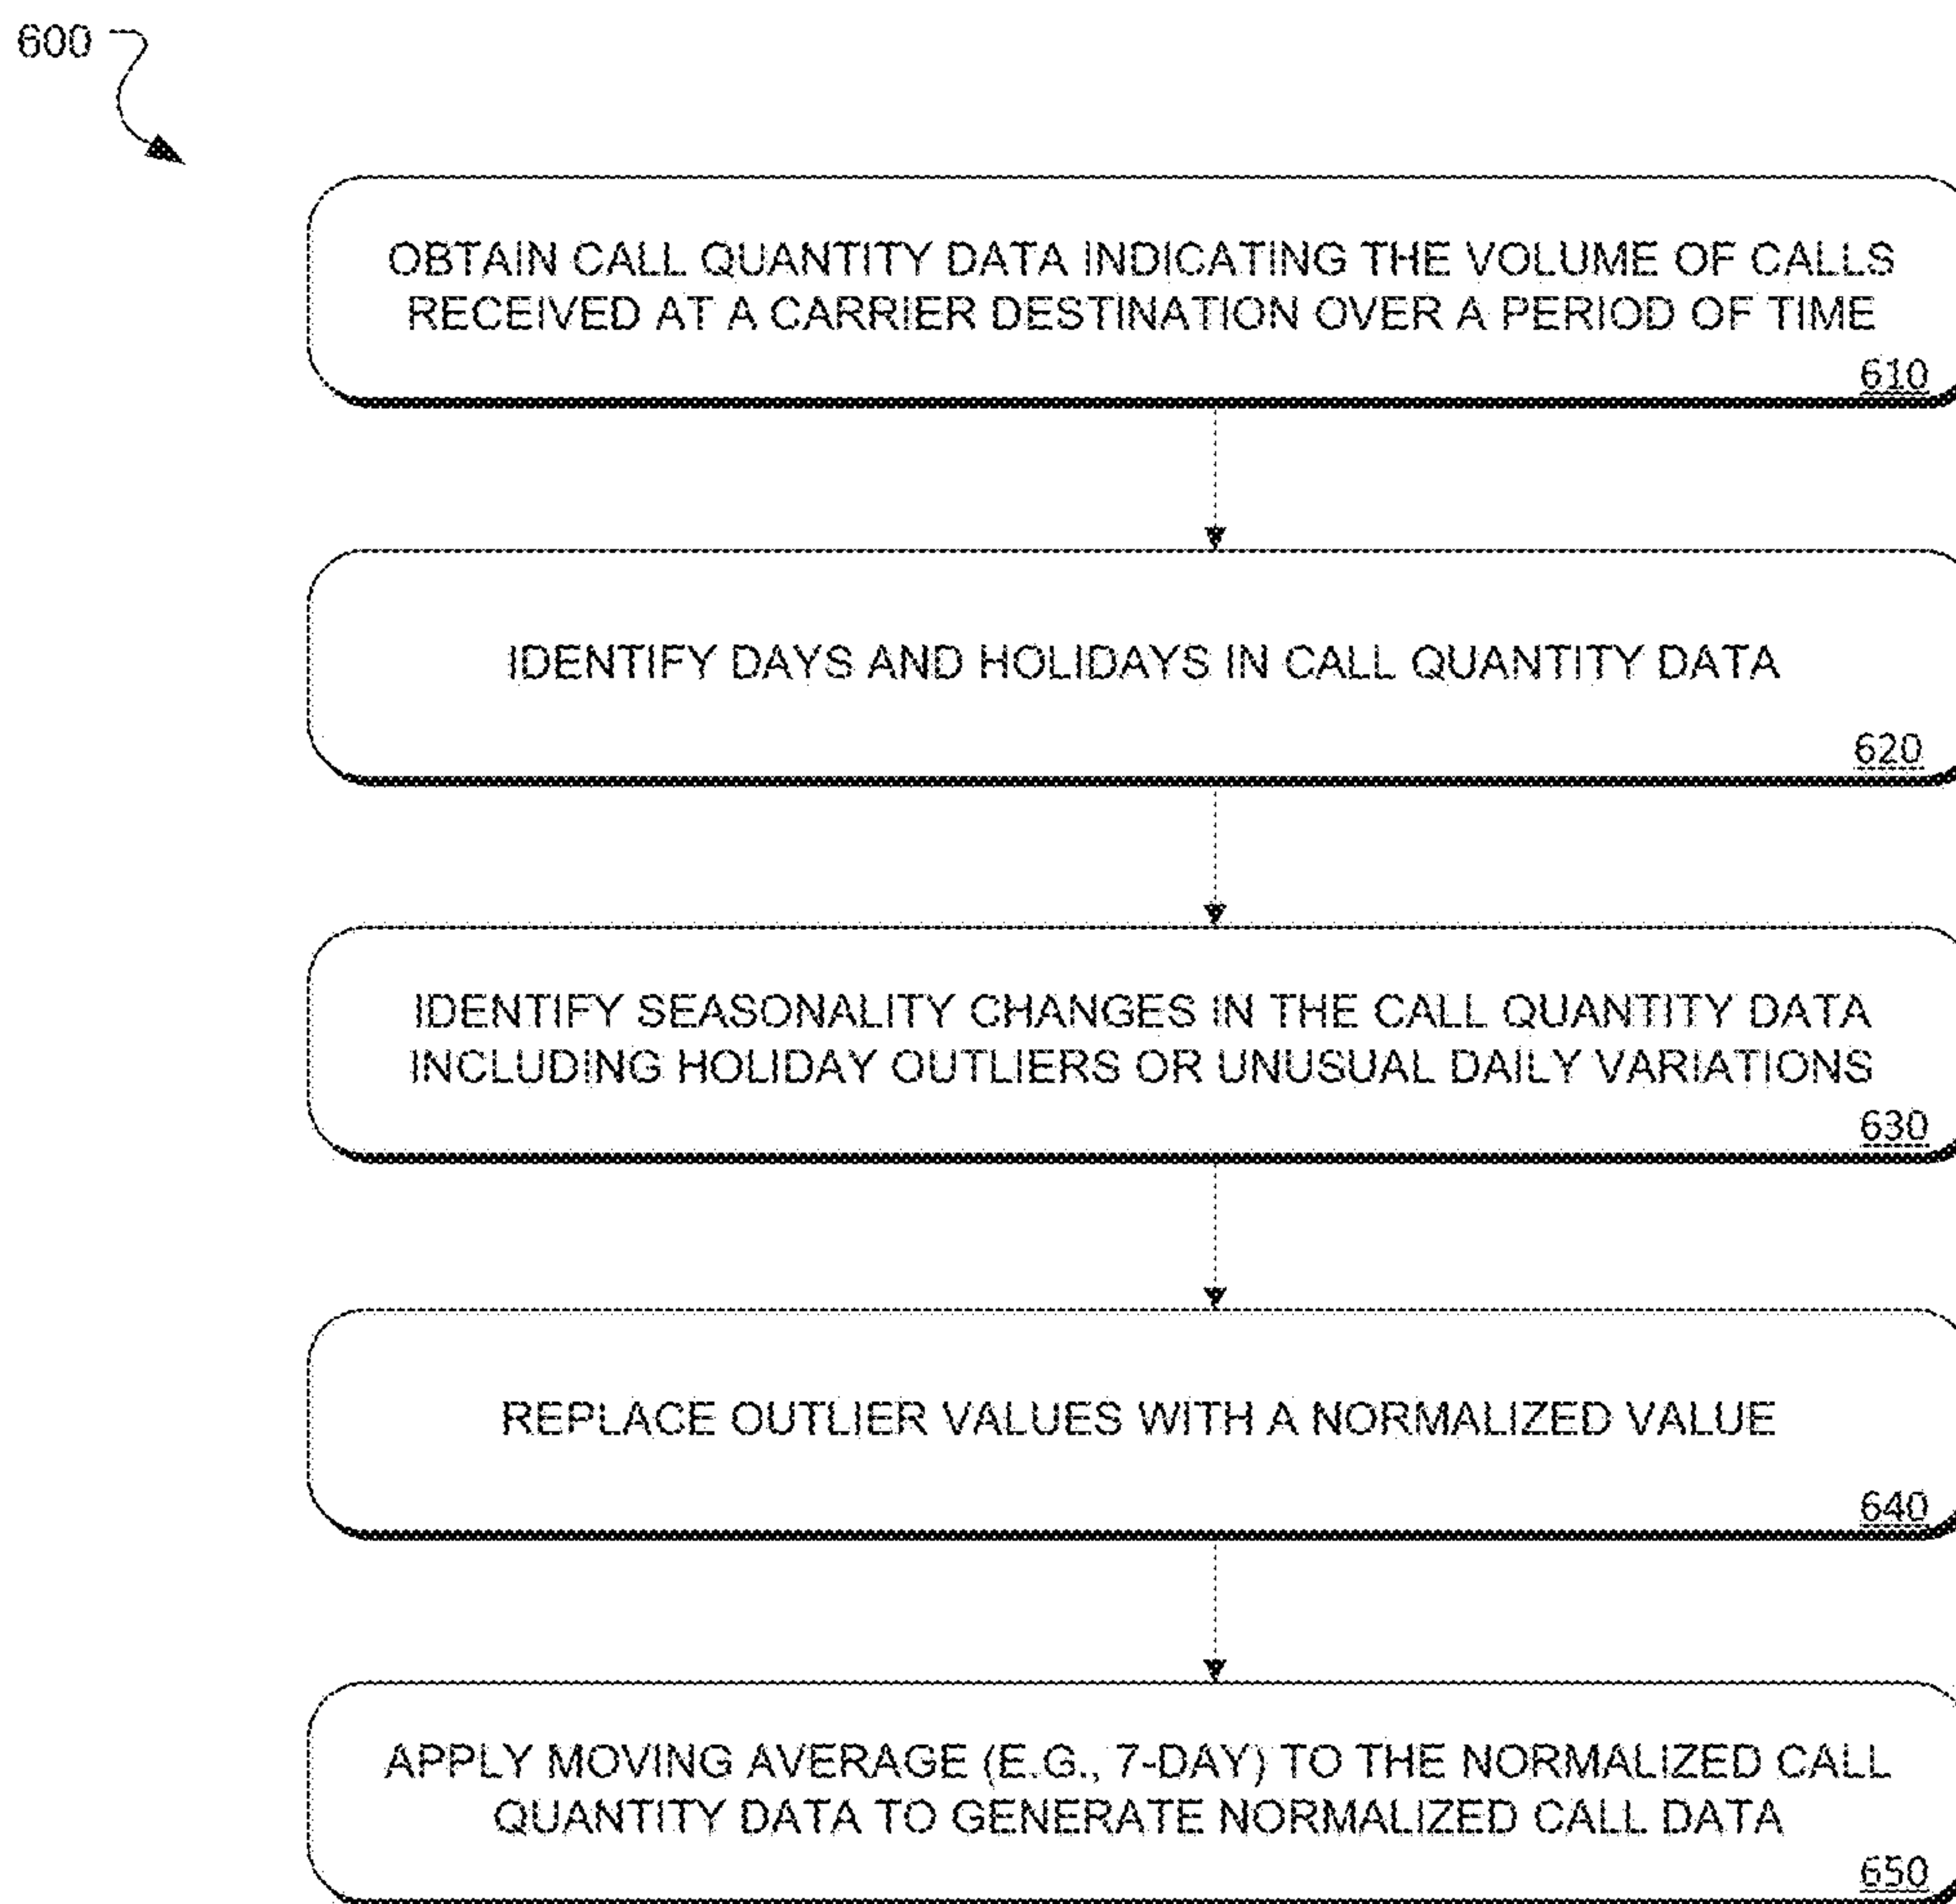 600
OBTAIN CALL QUANTITY DATA INDICATING THE VOLUME OF CALLS
RECEIVED AT A CARRIER DESTINATION OVER A PERIOD OF TIME
610
IDENTIFY DAYS AND HOLIDAYS IN CALL QUANTITY DATA
620
IDENTIFY SEASONALITY CHANGES IN THE CALL QUANTITY DATA
INCLUDING HOLIDAY OUTLIERS OR UNUSUAL DAILY VARIATIONS
630
REPLACE OUTLIER VALUES WITH A NORMALIZED VALUE
640
APPLY MOVING AVERAGE (E.G., 7-DAY) TO THE NORMALIZED CALL
QUANTITY DATA TO GENERATE NORMALIZED CALL DATA
650